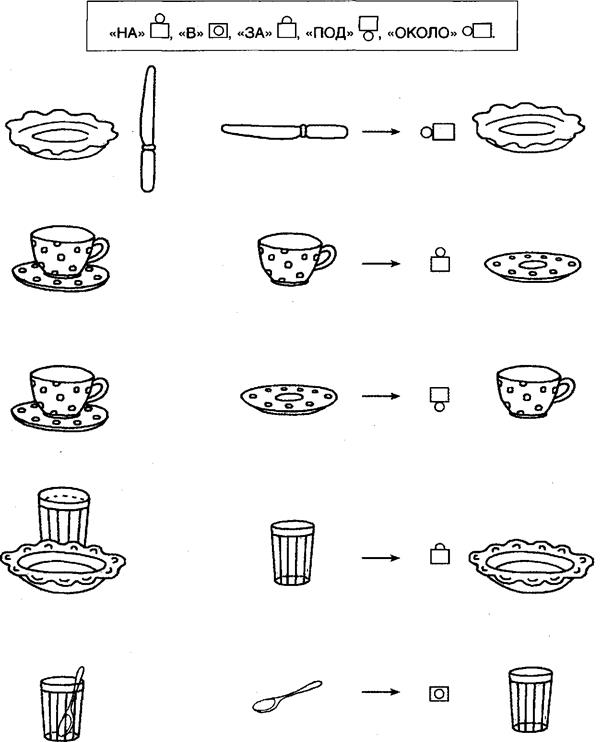 «НА» , «В» , «ЗА» , «ПОД» , «ОКОЛО» .